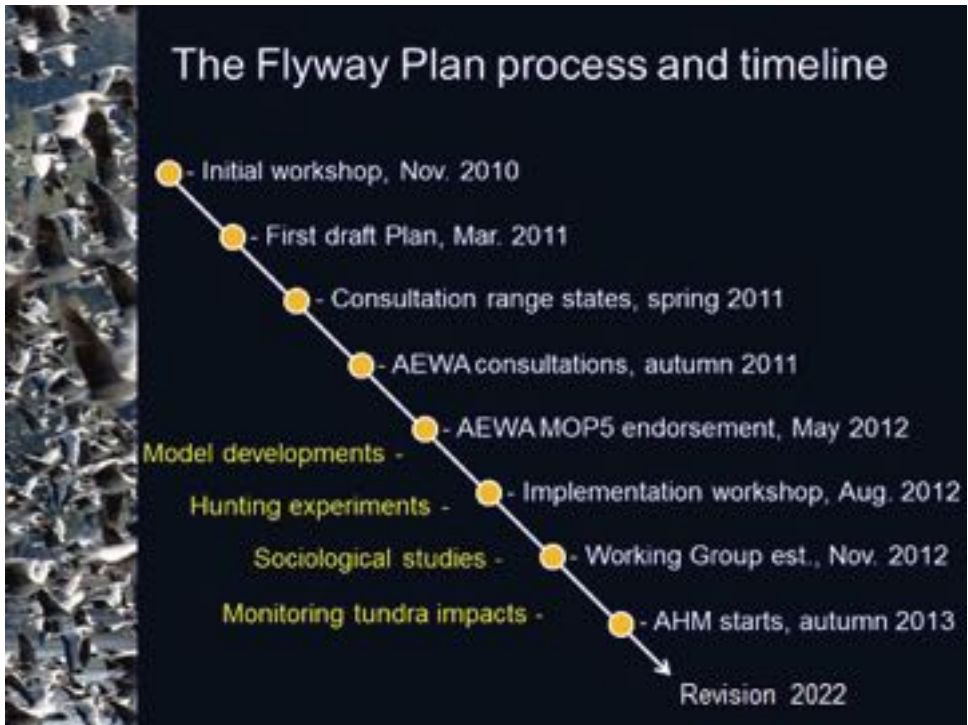 The Flyway Plan process and timeline
- Initial workshop, Nov. 2010
- First draft Plan, Mar. 2011
- Consultation range states, spring 2011
- AEWA consultations, autumn 2011
- AEWA MOP5 endorsement, May 2012
Model developments -
- Implementation workshop, Aug. 2012
Hunting experiments -
- Working Group est., Nov. 2012
Sociological studies -
Monitoring tundra impacts -
- AHM starts, autumn 2013
Revision 2022